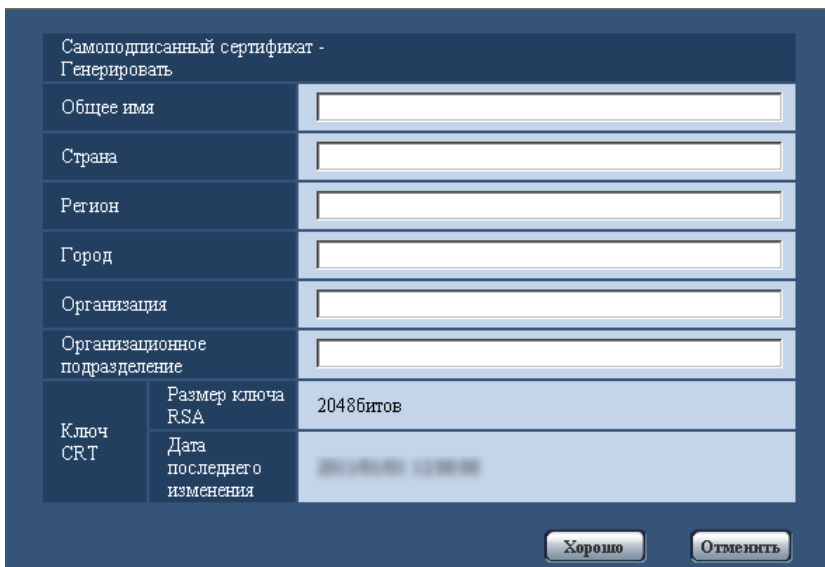 Самоподписанный сертификат -
Генерировать
Общее имя
Страна
Регион
Город
Организация
Организационное
подразделение
Ключ
CRT
Размер ключа
RSA
2048битов
Дата
последнего
изменения
Хорошо
Отменить